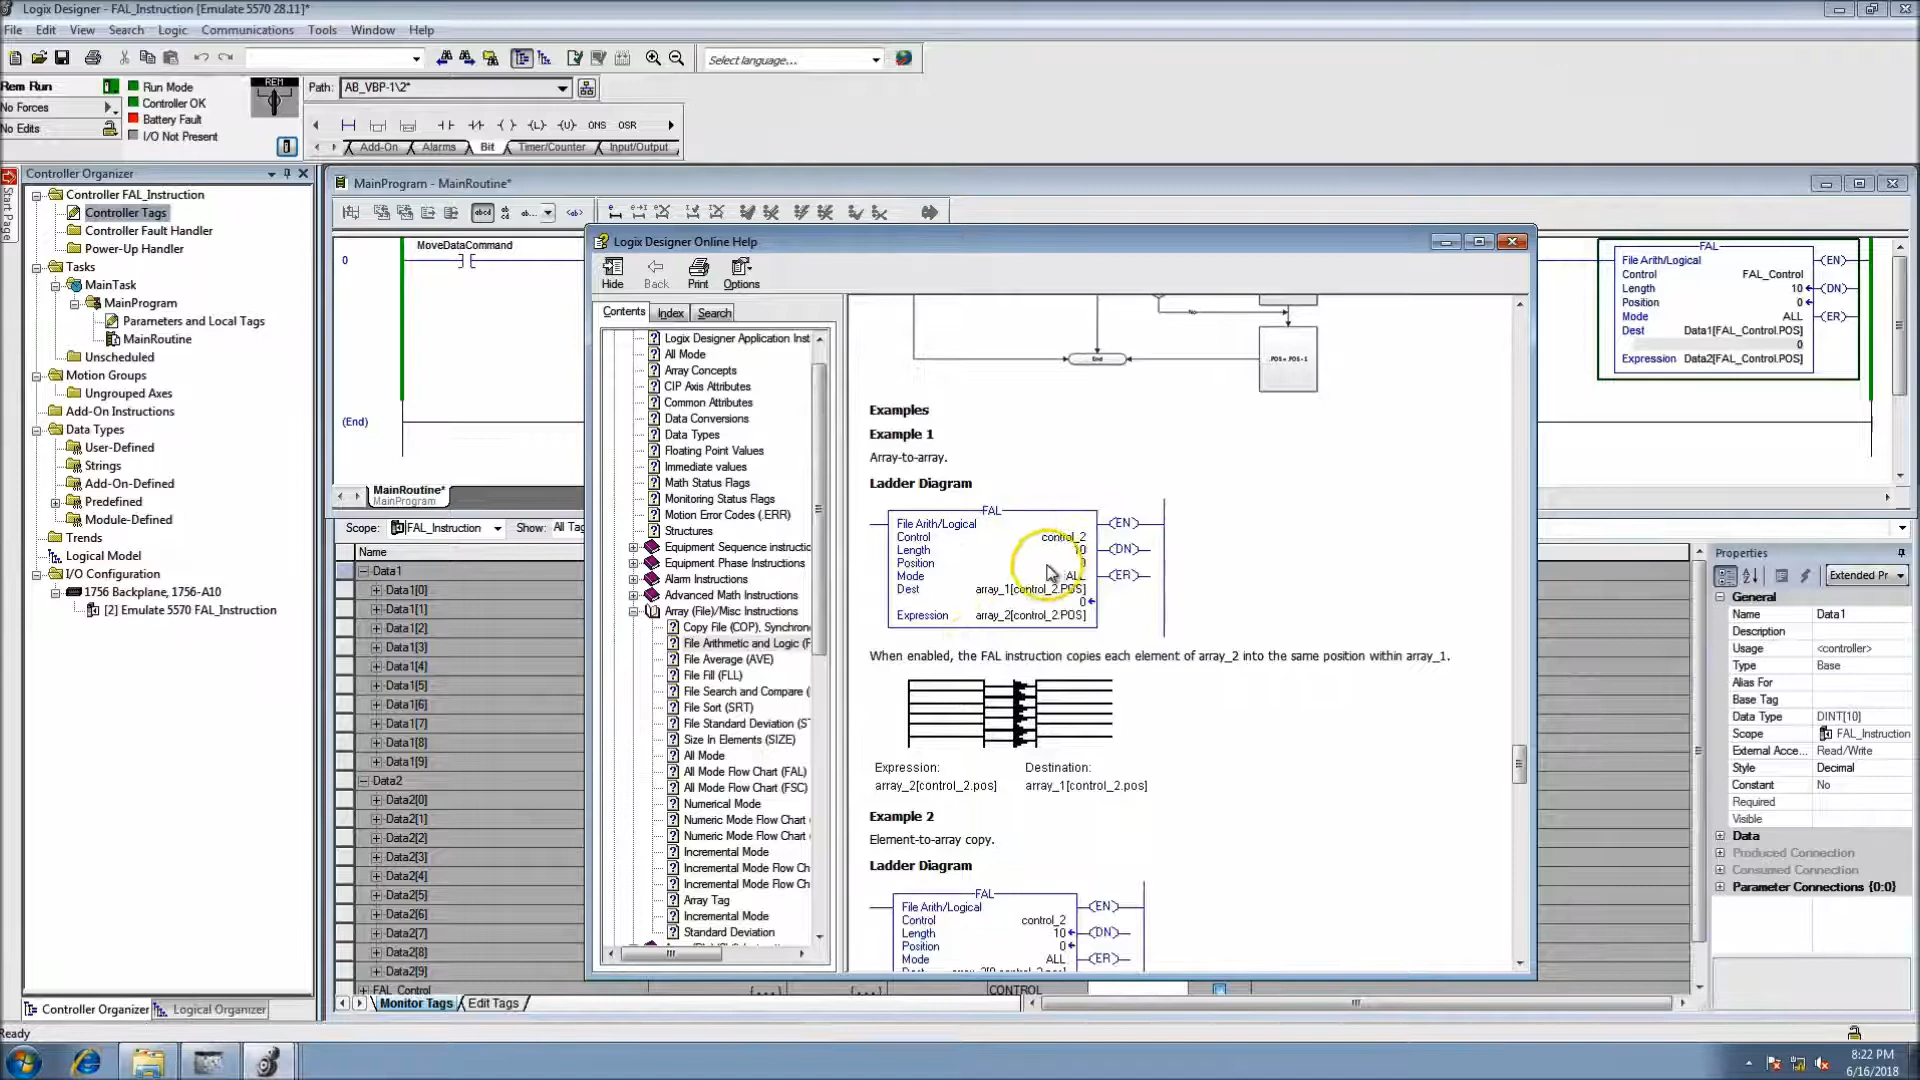 Logix Designer - FAL_Instruction [Emulate 5570 28.11]*
File Edit View Search Logic Communications Tools Window Help
Select language...
Rem Run
No Forces
No Edits
Run Mode
Controller OK
Battery Fault
I/O Not Present
REM
Path: AB_VBP-1\2*
ONS OSR
Add-On Alarms Bit Timer/Counter Input/Output
Start Page
Controller Organizer
Controller FAL_Instruction
Controller Tags
Controller Fault Handler
Power-Up Handler
Tasks
MainTask
MainProgram
Parameters and Local Tags
MainRoutine
Unscheduled
Motion Groups
Ungrouped Axes
Add-On Instructions
Data Types
User-Defined
Strings
Add-On-Defined
Predefined
Module-Defined
Trends
Logical Model
I/O Configuration
1756 Backplane, 1756-A10
[2] Emulate 5570 FAL_Instruction
Controller Organizer Logical Organizer
MainProgram - MainRoutine*
0
MoveDataCommand
(End)
MainRoutine*
MainProgram
FAL
File Arith/Logical (EN)
Control FAL_Control
Length 10 (DN)
Position 0
Mode ALL (ER)
Dest Data1[FAL_Control.POS]
0
Expression Data2[FAL_Control.POS]
Scope: FAL_Instruction Show: All Tag
Name
Data1
Data1[0]
Data1[1]
Data1[2]
Data1[3]
Data1[4]
Data1[5]
Data1[6]
Data1[7]
Data1[8]
Data1[9]
Data2
Data2[0]
Data2[1]
Data2[2]
Data2[3]
Data2[4]
Data2[5]
Data2[6]
Data2[7]
Data2[8]
Data2[9]
FAL_Control {...} {...} CONTROL
Monitor Tags Edit Tags
Logix Designer Online Help
Hide Back Print Options
Contents Index Search
Logix Designer Application Inst
All Mode
Array Concepts
CIP Axis Attributes
Common Attributes
Data Conversions
Data Types
Floating Point Values
Immediate values
Math Status Flags
Monitoring Status Flags
Motion Error Codes (.ERR)
Structures
Equipment Sequence instructic
Equipment Phase Instructions
Alarm Instructions
Advanced Math Instructions
Array (File)/Misc Instructions
Copy File (COP), Synchron
File Arithmetic and Logic (F
File Average (AVE)
File Fill (FLL)
File Search and Compare (
File Sort (SRT)
File Standard Deviation (S
Size In Elements (SIZE)
All Mode
All Mode Flow Chart (FAL)
All Mode Flow Chart (FSC)
Numerical Mode
Numeric Mode Flow Chart
Numeric Mode Flow Chart
Incremental Mode
Incremental Mode Flow Ch
Incremental Mode Flow Ch
Array Tag
Incremental Mode
Standard Deviation
No
End
.POS = .POS-1
Examples
Example 1
Array-to-array.
Ladder Diagram
FAL
File Arith/Logical (EN)
Control control_2
Length 10 (DN)
Position 0
Mode ALL (ER)
Dest array_1[control_2.POS]
0
Expression array_2[control_2.POS]
When enabled, the FAL instruction copies each element of array_2 into the same position within array_1.
Expression: Destination:
array_2[control_2.pos] array_1[control_2.pos]
Example 2
Element-to-array copy.
Ladder Diagram
FAL
File Arith/Logical (EN)
Control control_2
Length 10 (DN)
Position 0
Mode ALL (ER)
Properties
Extended Pr
General
Name Data1
Description
Usage <controller>
Type Base
Alias For
Base Tag
Data Type DINT[10]
Scope FAL_Instruction
External Acce... Read/Write
Style Decimal
Constant No
Required
Visible
Data
Produced Connection
Consumed Connection
Parameter Connections {0:0}
Ready
8:22 PM
6/16/2018